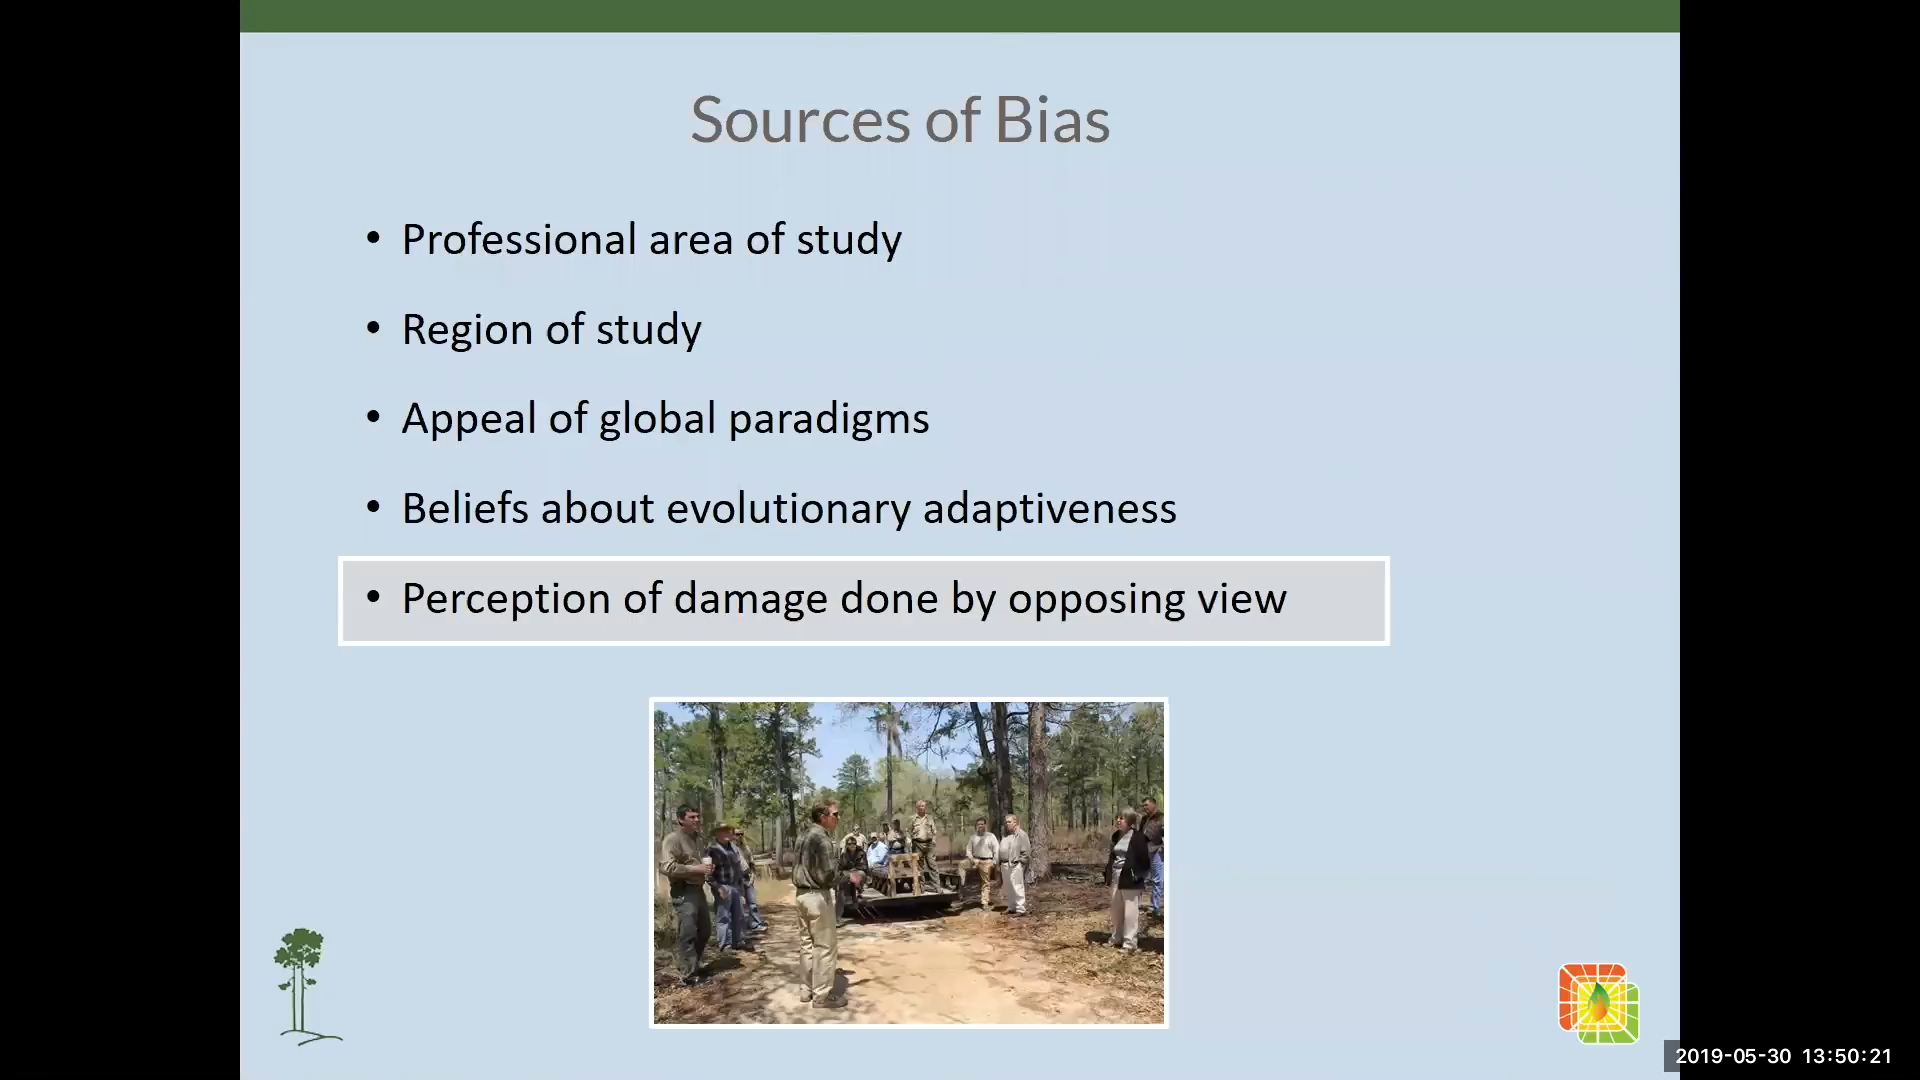 Sources of Bias
• Professional area of study
• Region of study
• Appeal of global paradigms
• Beliefs about evolutionary adaptiveness
• Perception of damage done by opposing view
2019-05-30 13:50:21